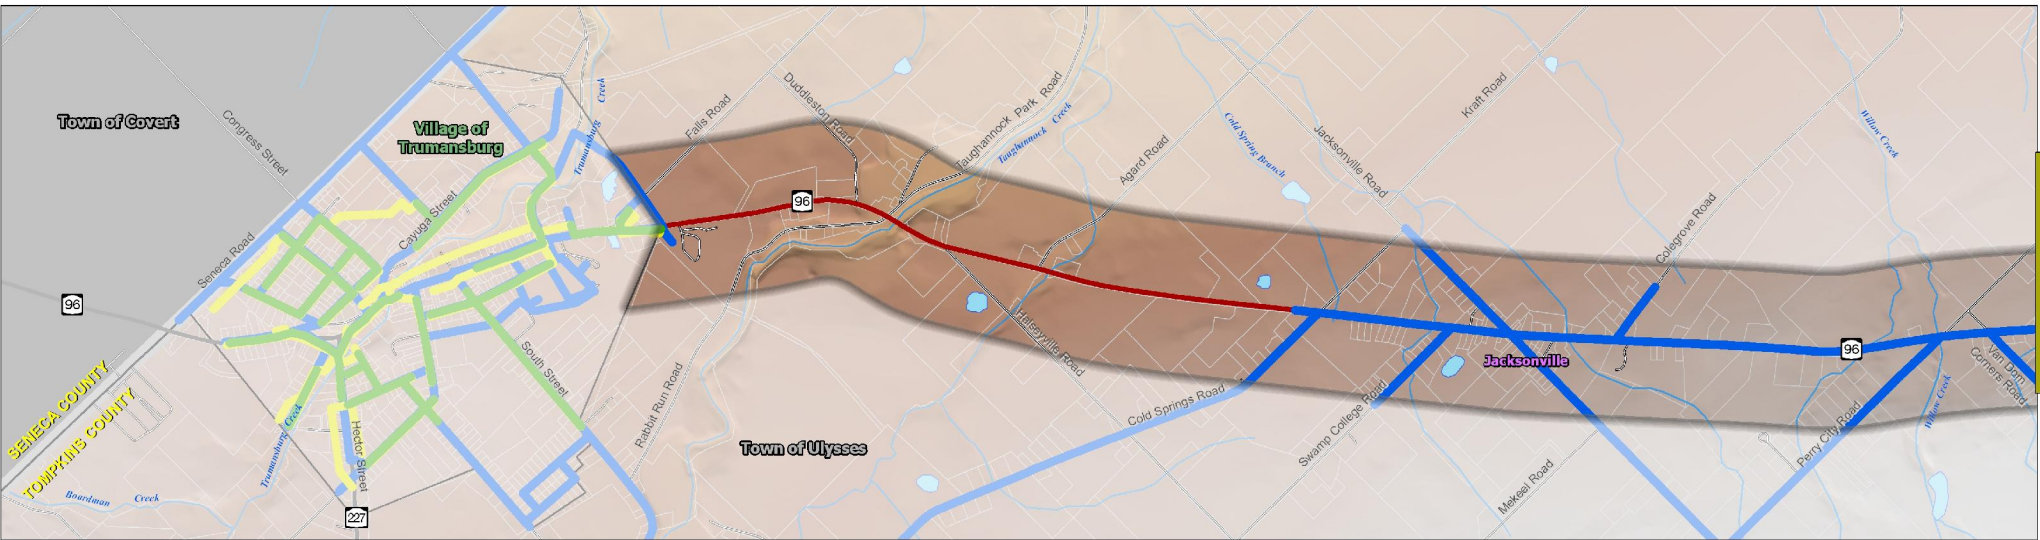 Town of Covert
Congress Street
Village of
Trumansburg
Cayuga Street
Seneca Road
96
SENECA COUNTY
TOMPKINS COUNTY
Boardman Creek
Trumansburg Creek
Hector Street
227
South Street
Trumansburg Creek
Falls Road
Duddleston Road
96
Taughannock Park Road
Taughannock Creek
Agard Road
Rabbit Run Road
Town of Ulysses
Halseyville Road
Cold Spring Branch
Jacksonville Road
Kraft Road
Cold Springs Road
Swamp College Road
Jacksonville
Mekeel Road
Colegrove Road
Willow Creek
96
Perry City Road
Willow Creek
Van Dorn
Corners Road